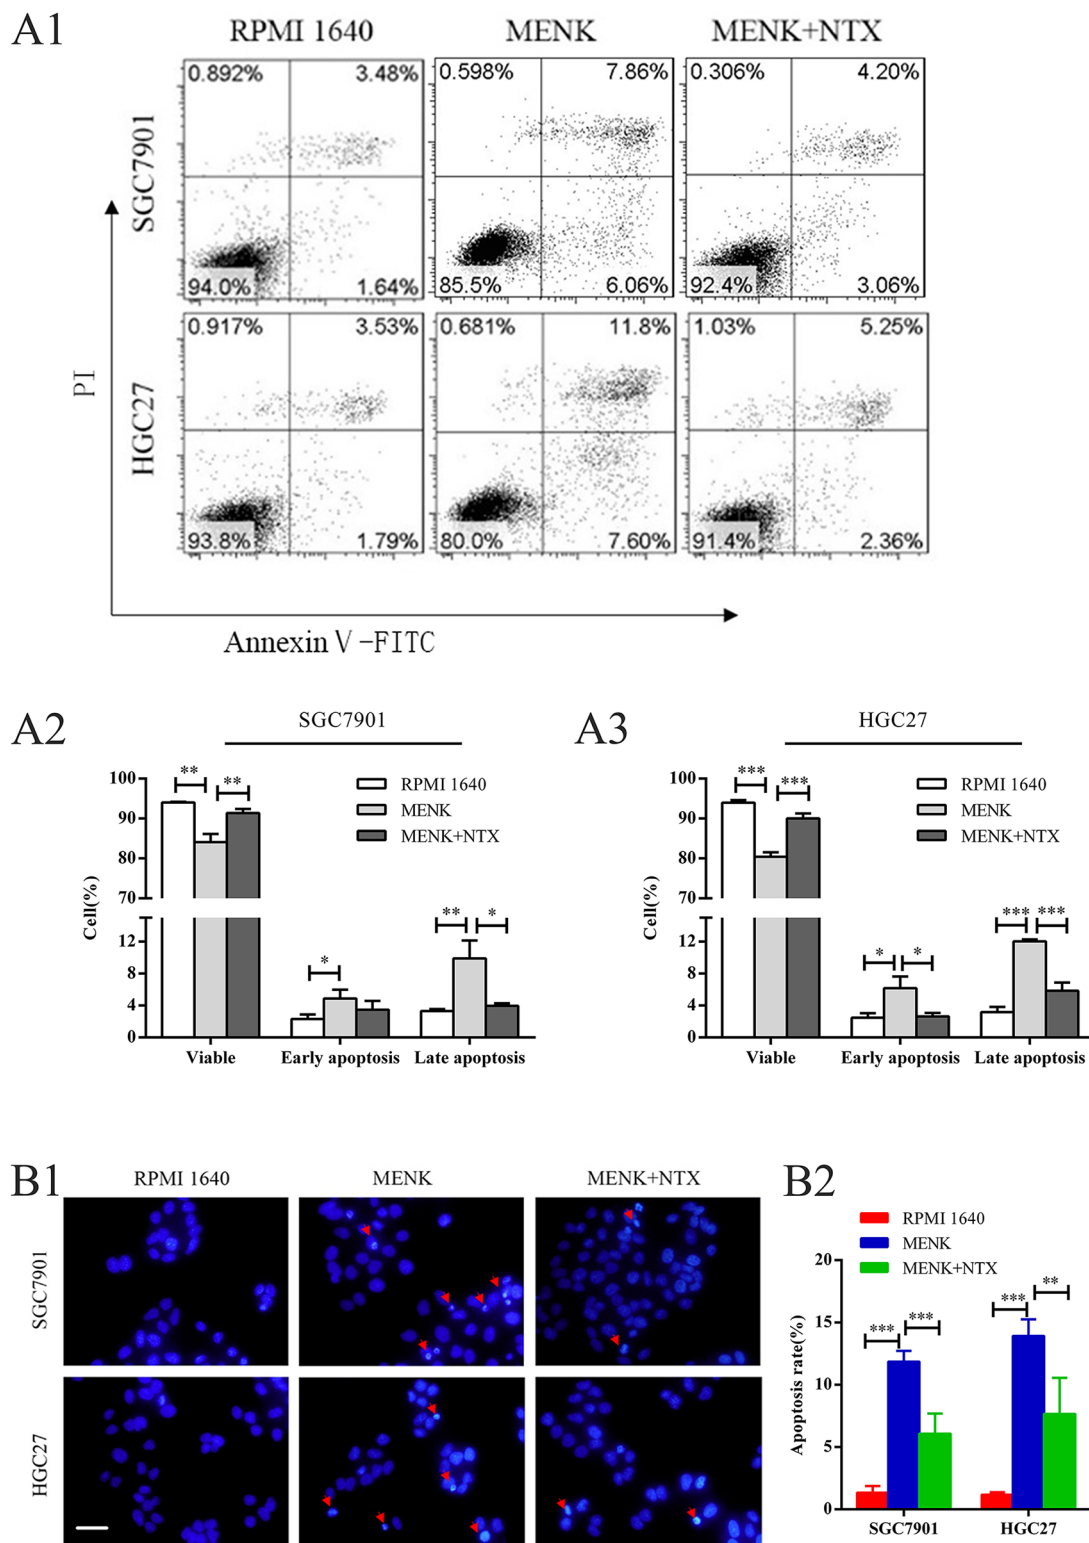 A1
RPMI 1640 MENK MENK+NTX
SGC7901
0.892% 3.48% 0.598% 7.86% 0.306% 4.20%
94.0% 1.64% 85.5% 6.06% 92.4% 3.06%
HGC27
0.917% 3.53% 0.681% 11.8% 1.03% 5.25%
93.8% 1.79% 80.0% 7.60% 91.4% 2.36%
PI
Annexin V-FITC
A2
SGC7901
** **
RPMI 1640
MENK
MENK+NTX
Cell(%)
100
90
80
70
12
8
4
0
*
** *
Viable Early apoptosis Late apoptosis
A3
HGC27
*** ***
RPMI 1640
MENK
MENK+NTX
Cell(%)
100
90
80
70
12
8
4
0
* *
*** ***
Viable Early apoptosis Late apoptosis
B1
RPMI 1640 MENK MENK+NTX
SGC7901
HGC27
B2
RPMI 1640
MENK
MENK+NTX
Apoptosis rate(%)
20
15
10
5
0
*** ***
*** **
SGC7901 HGC27